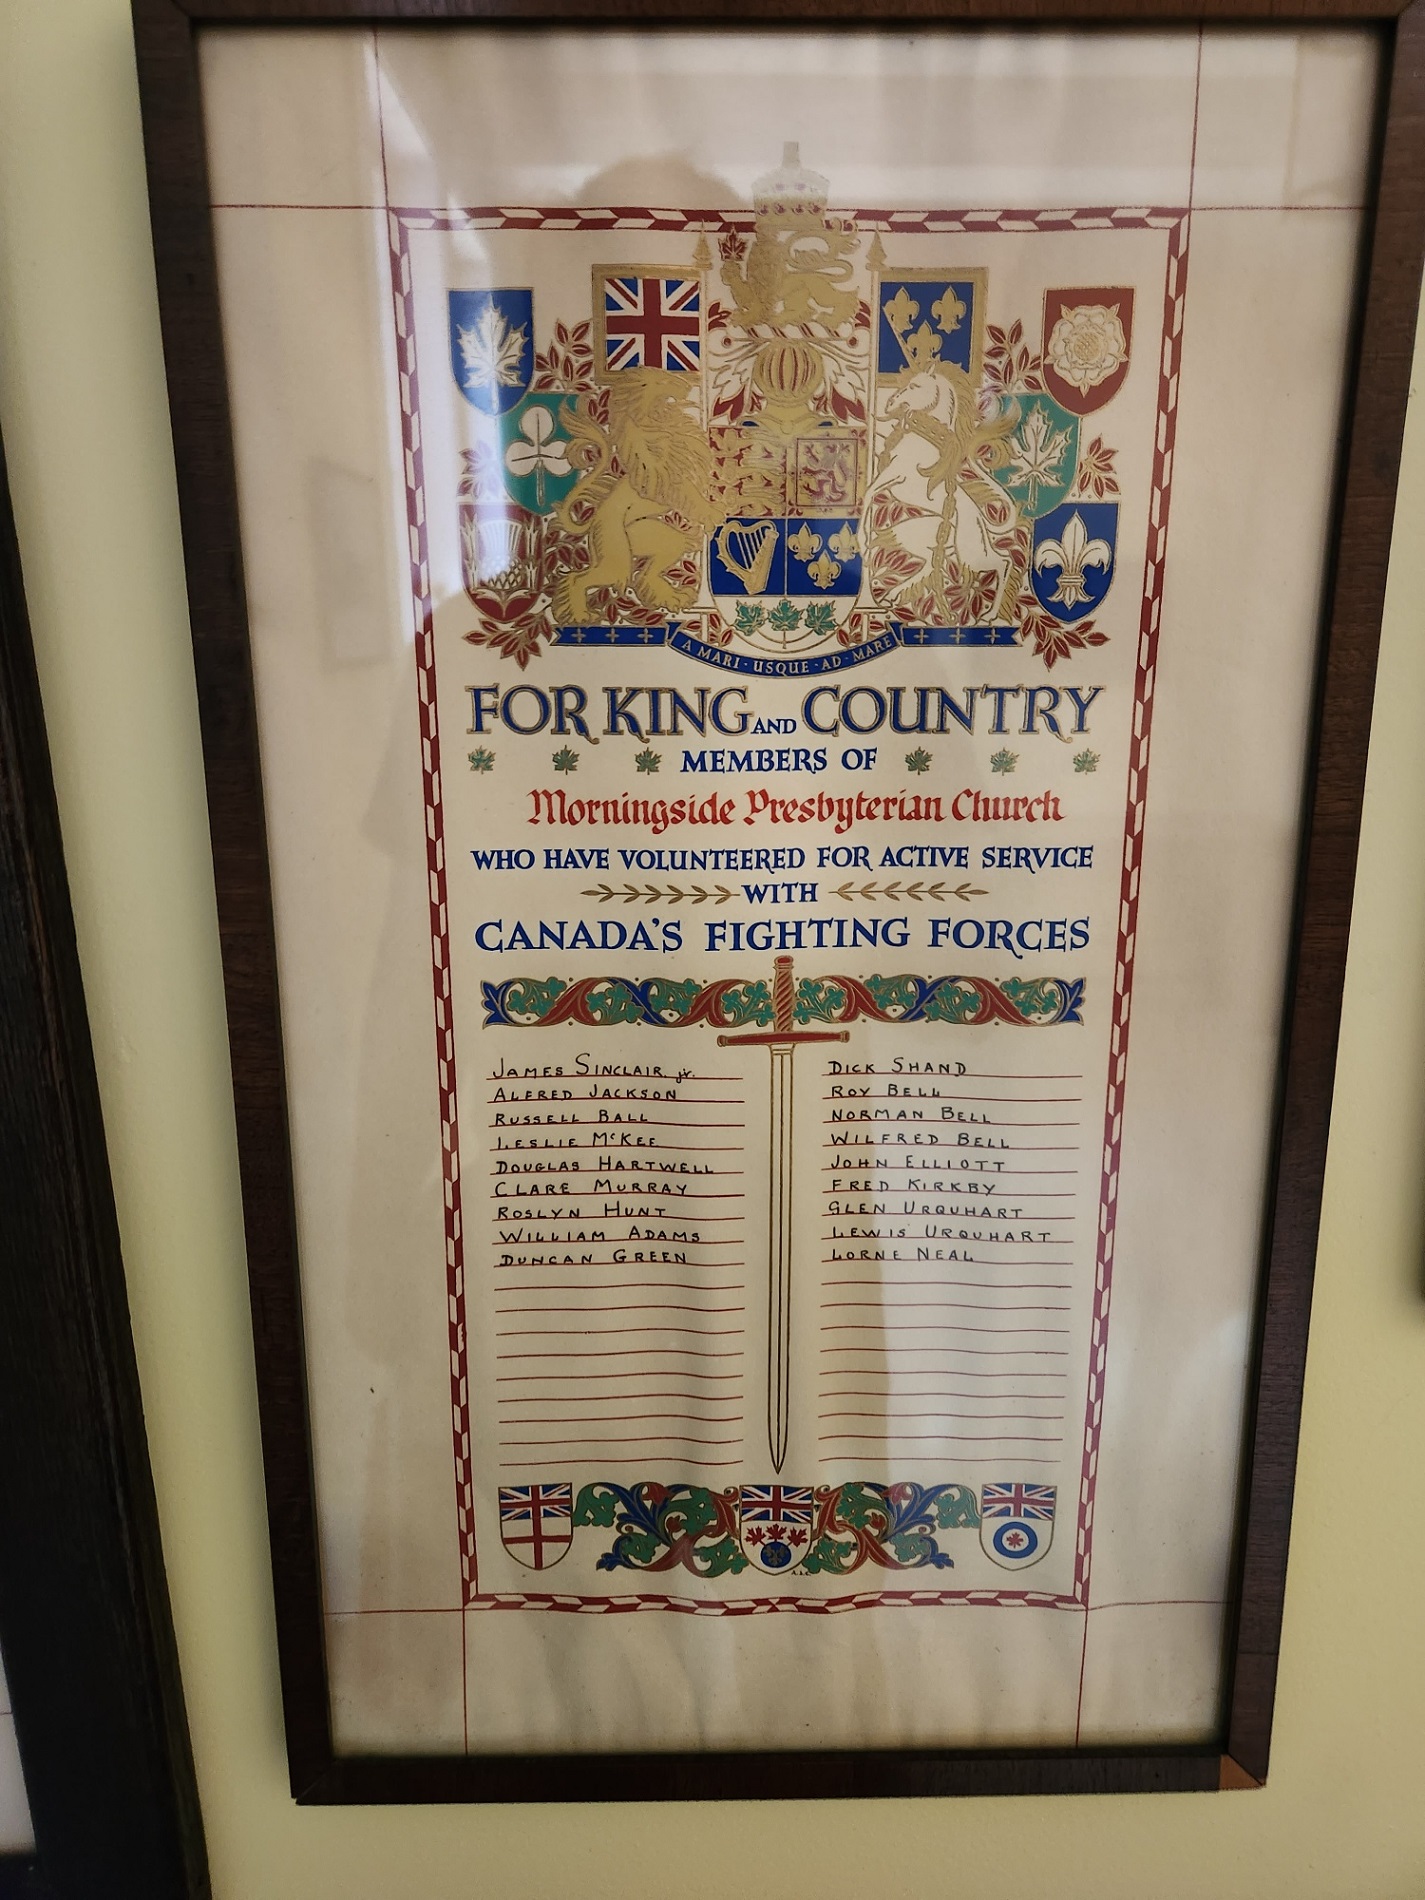 A MARI · USQUE · AD · MARE
FOR KING AND COUNTRY
MEMBERS OF
Morningside Presbyterian Church
WHO HAVE VOLUNTEERED FOR ACTIVE SERVICE
WITH
CANADA'S FIGHTING FORCES
JAMES SINCLAIR jr.
ALFRED JACKSON
RUSSELL BALL
LESLIE McKEE
DOUGLAS HARTWELL
CLARE MURRAY
ROSLYN HUNT
WILLIAM ADAMS
DUNCAN GREEN
DICK SHAND
ROY BELL
NORMAN BELL
WILFRED BELL
JOHN ELLIOTT
FRED KIRKBY
GLEN URQUHART
LEWIS URQUHART
LORNE NEAL